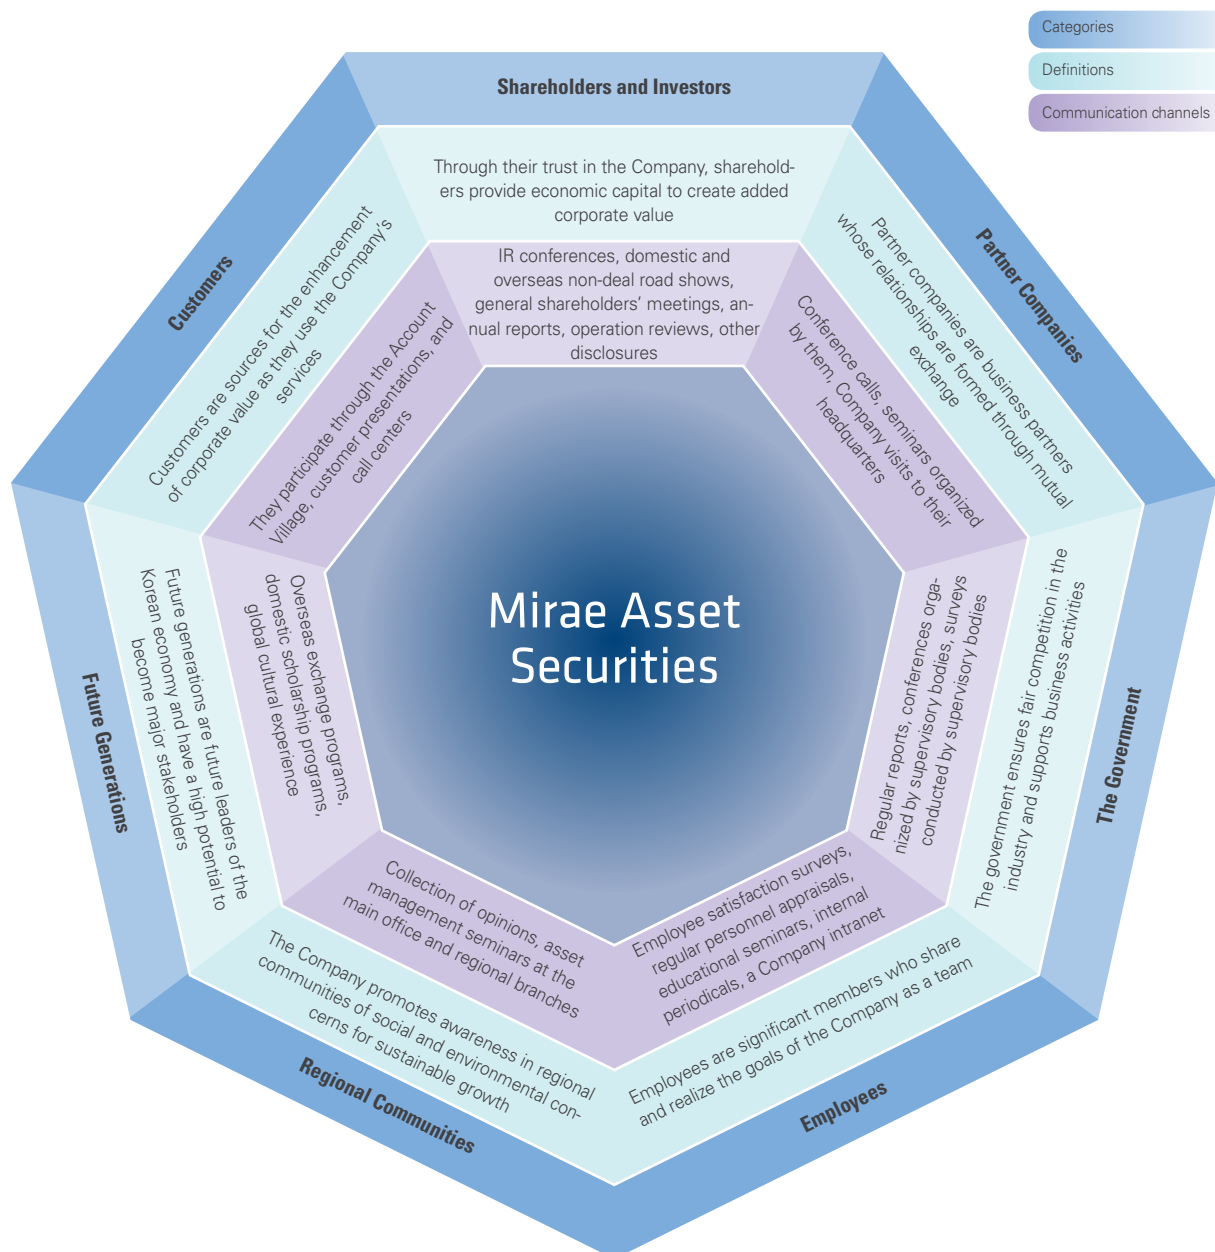 Categories
Definitions
Communication channels
Shareholders and Investors
Through their trust in the Company, sharehold-
ers provide economic capital to create added
corporate value
IR conferences, domestic and
overseas non-deal road shows,
general shareholders' meetings, an-
nual reports, operation reviews, other
disclosures
Partner Companies
Partner companies are business partners
whose relationships are formed through mutual
exchange
Conference calls, seminars organized
by them, Company visits to their
headquarters
The Government
The government ensures fair competition in the
industry and supports business activities
Regular reports, conferences orga-
nized by supervisory bodies, surveys
conducted by supervisory bodies
Employees
Employees are significant members who share
and realize the goals of the Company as a team
Employee satisfaction surveys,
regular personnel appraisals,
educational seminars, internal
periodicals, a Company intranet
Regional Communities
The Company promotes awareness in regional
communities of social and environmental con-
cerns for sustainable growth
Collection of opinions, asset
management seminars at the
main office and regional branches
Future Generations
Future generations are future leaders of the
Korean economy and have a high potential to
become major stakeholders
Overseas exchange programs,
domestic scholarship programs,
global cultural experience
Customers
Customers are sources for the enhancement
of corporate value as they use the Company's
services
They participate through the Account
Village, customer presentations, and
call centers
Mirae Asset
Securities